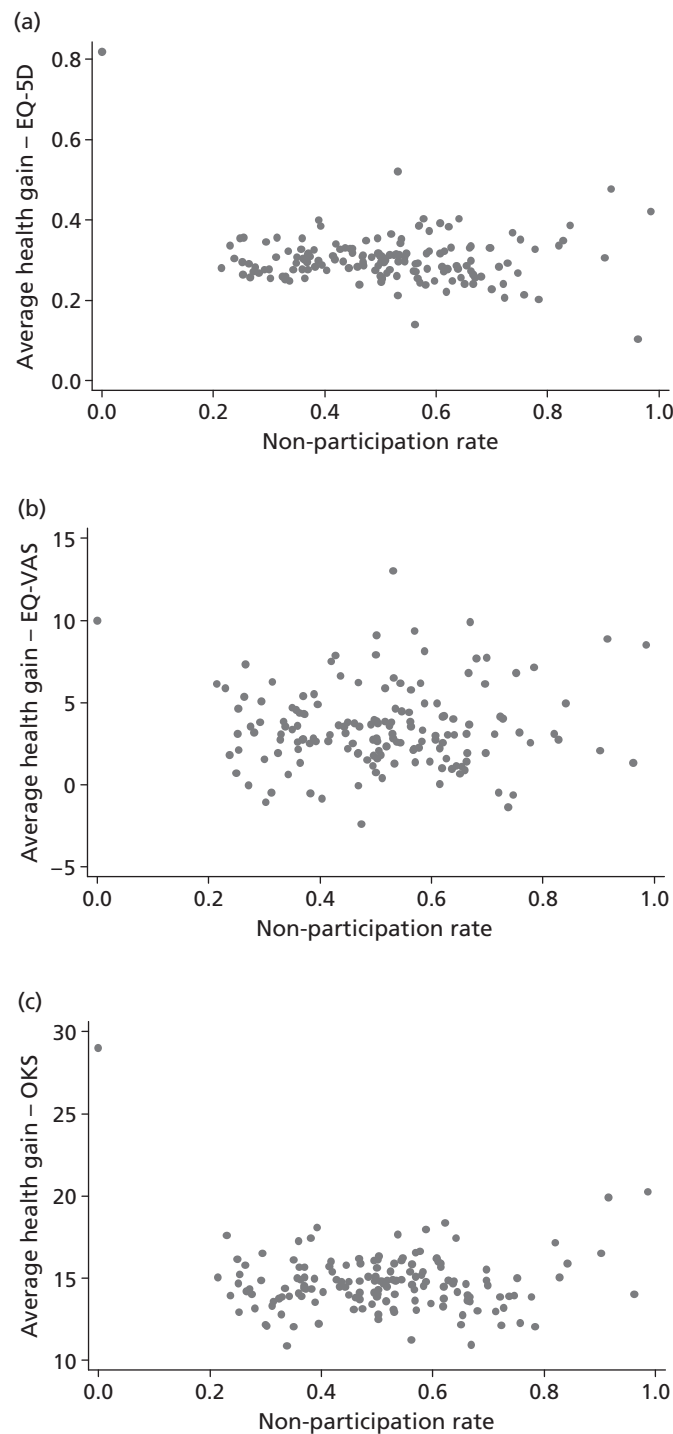 (a)
Average health gain – EQ-5D
0.8
0.6
0.4
0.2
0.0
0.0 0.2 0.4 0.6 0.8 1.0
Non-participation rate
(b)
Average health gain – EQ-VAS
15
10
5
0
–5
0.0 0.2 0.4 0.6 0.8 1.0
Non-participation rate
(c)
Average health gain – OKS
30
25
20
15
10
0.0 0.2 0.4 0.6 0.8 1.0
Non-participation rate